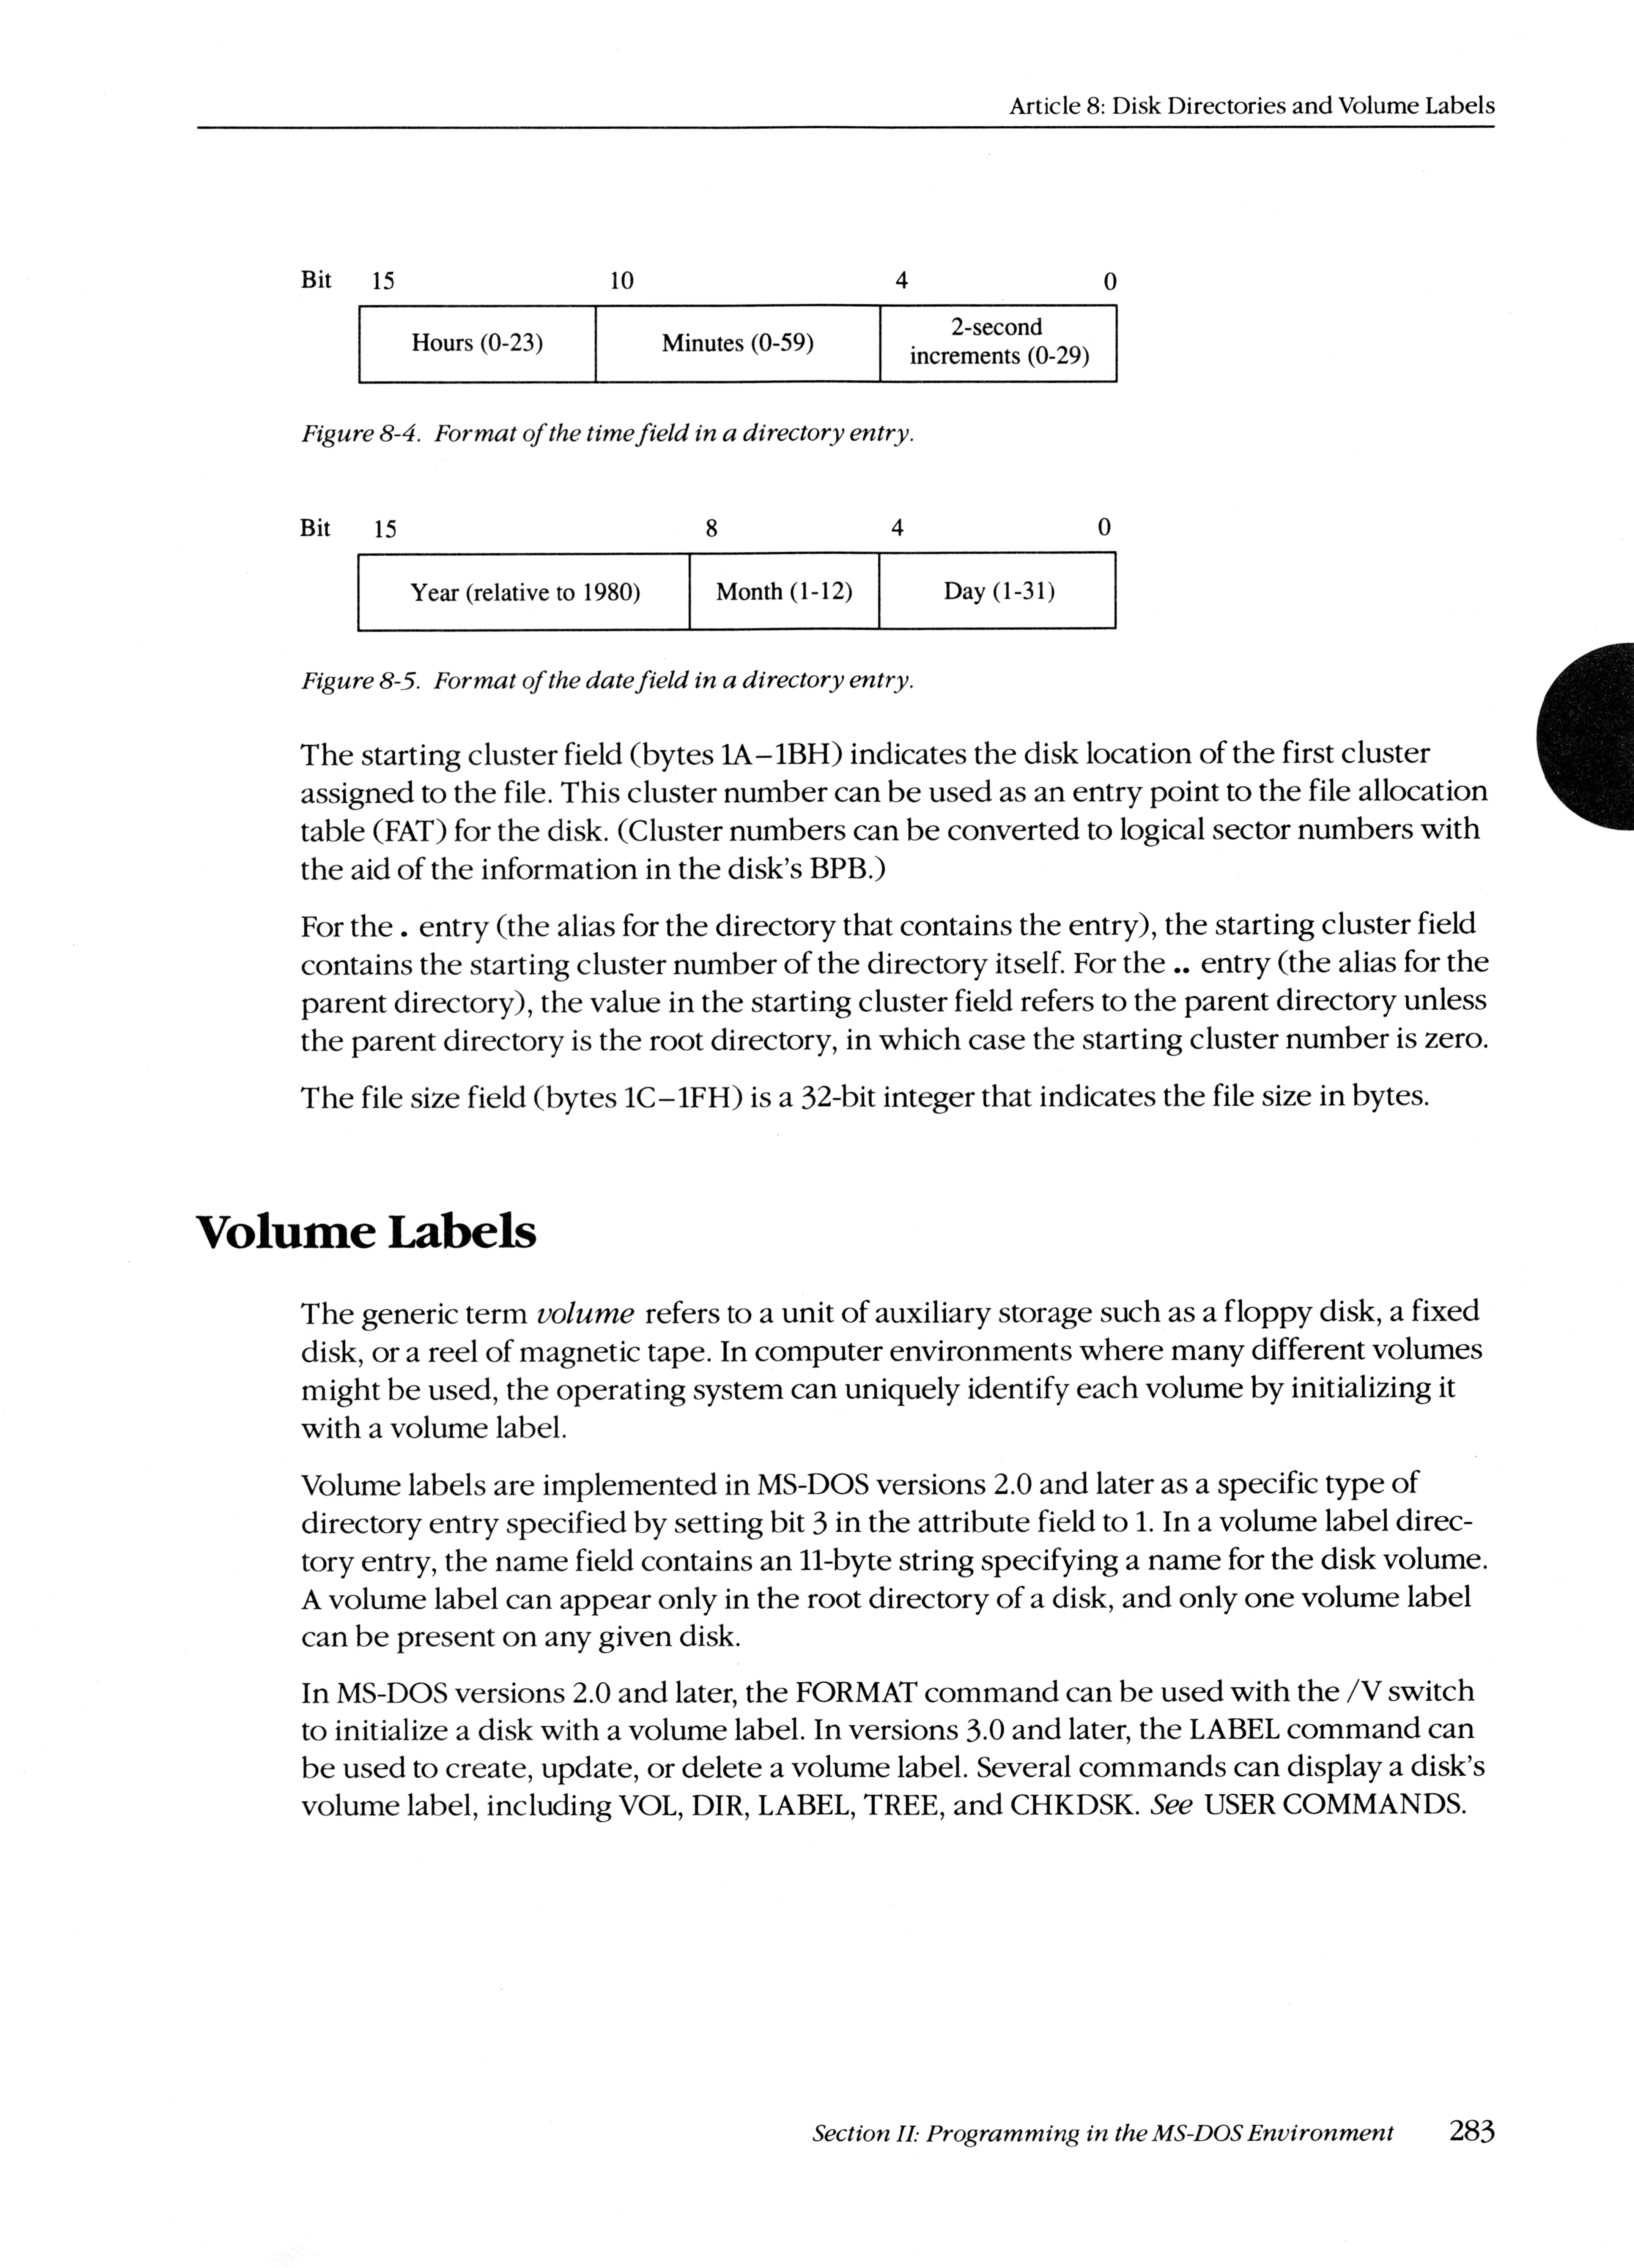 Article 8: Disk Directories and Volume Labels
Bit 15 10 4 0
Hours (0-23) Minutes (0-59) 2-second
increments (0-29)
Figure 8-4. Format of the time field in a directory entry.
Bit 15 8 4 0
Year (relative to 1980) Month (1-12) Day (1-31)
Figure 8-5. Format of the date field in a directory entry.
The starting cluster field (bytes 1A–1BH) indicates the disk location of the first cluster
assigned to the file. This cluster number can be used as an entry point to the file allocation
table (FAT) for the disk. (Cluster numbers can be converted to logical sector numbers with
the aid of the information in the disk's BPB.)
For the . entry (the alias for the directory that contains the entry), the starting cluster field
contains the starting cluster number of the directory itself. For the .. entry (the alias for the
parent directory), the value in the starting cluster field refers to the parent directory unless
the parent directory is the root directory, in which case the starting cluster number is zero.
The file size field (bytes 1C–1FH) is a 32-bit integer that indicates the file size in bytes.
Volume Labels
The generic term volume refers to a unit of auxiliary storage such as a floppy disk, a fixed
disk, or a reel of magnetic tape. In computer environments where many different volumes
might be used, the operating system can uniquely identify each volume by initializing it
with a volume label.
Volume labels are implemented in MS-DOS versions 2.0 and later as a specific type of
directory entry specified by setting bit 3 in the attribute field to 1. In a volume label direc-
tory entry, the name field contains an 11-byte string specifying a name for the disk volume.
A volume label can appear only in the root directory of a disk, and only one volume label
can be present on any given disk.
In MS-DOS versions 2.0 and later, the FORMAT command can be used with the /V switch
to initialize a disk with a volume label. In versions 3.0 and later, the LABEL command can
be used to create, update, or delete a volume label. Several commands can display a disk's
volume label, including VOL, DIR, LABEL, TREE, and CHKDSK. See USER COMMANDS.
Section II: Programming in the MS-DOS Environment 283